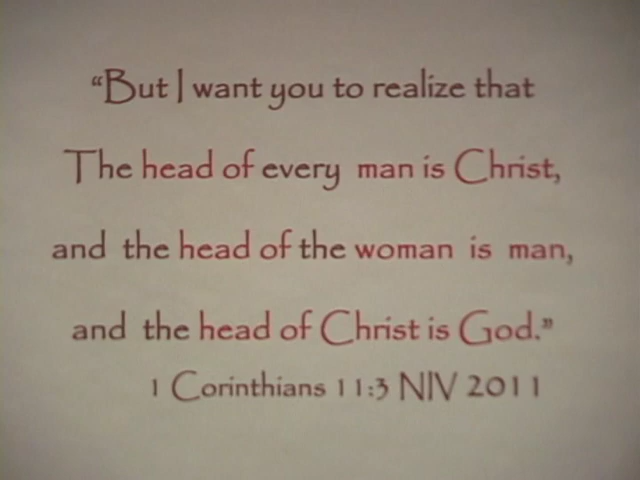 “But I want you to realize that
The head of every man is Christ,
and the head of the woman is man,
and the head of Christ is God.”
1 Corinthians 11:3 NIV 2011